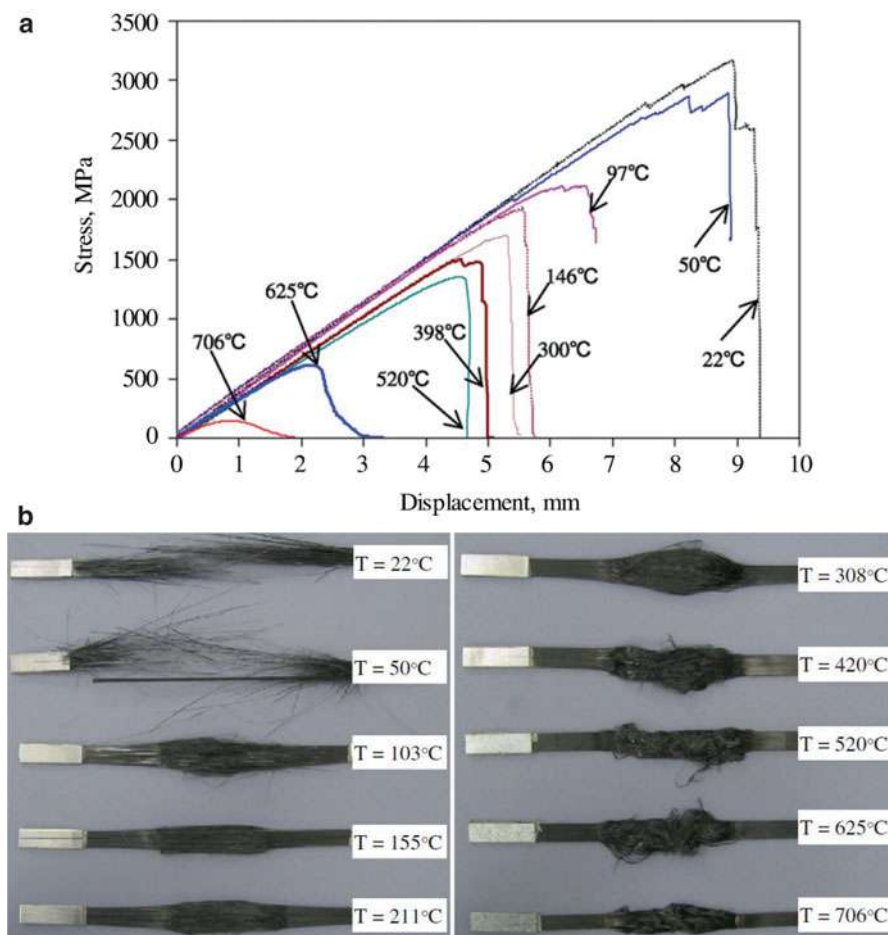 a
3500
3000
2500
2000
1500
1000
500
0
Stress, MPa
0 1 2 3 4 5 6 7 8 9 10
Displacement, mm
706℃
625℃
520℃
398℃
300℃
146℃
97℃
50℃
22℃
b
T = 22°C
T = 50°C
T = 103°C
T = 155°C
T = 211°C
T = 308°C
T = 420°C
T = 520°C
T = 625°C
T = 706°C